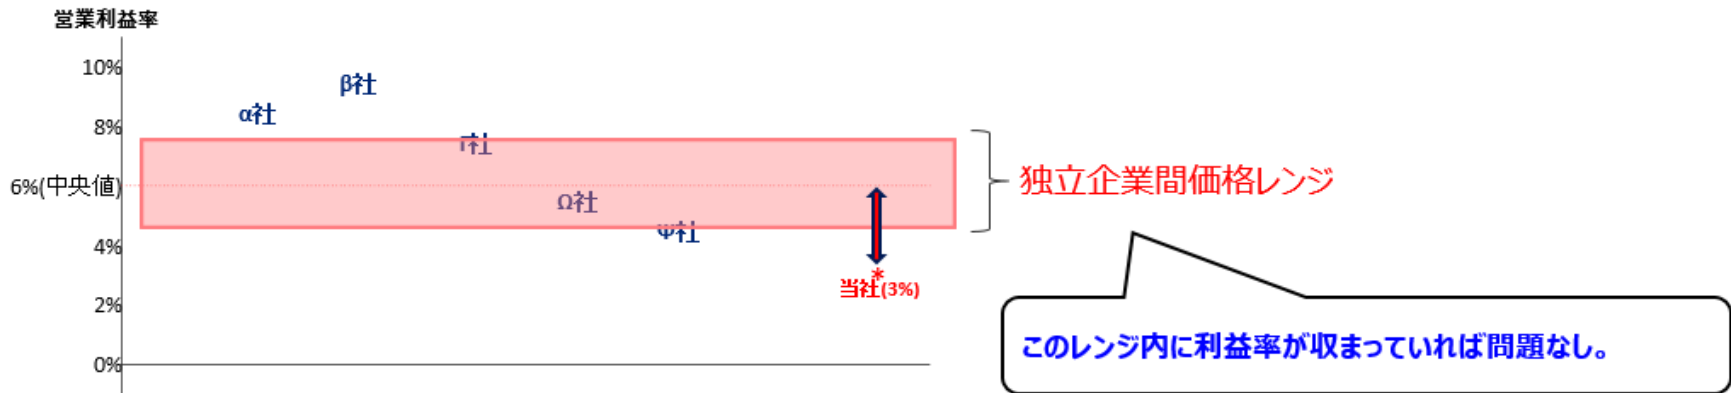 営業利益率
10%
β社
α社
8%
社
6%(中央値)
Ω社
Ψ社
4%
*
当社(3%)
2%
0%
独立企業間価格レンジ
このレンジ内に利益率が収まっていれば問題なし。